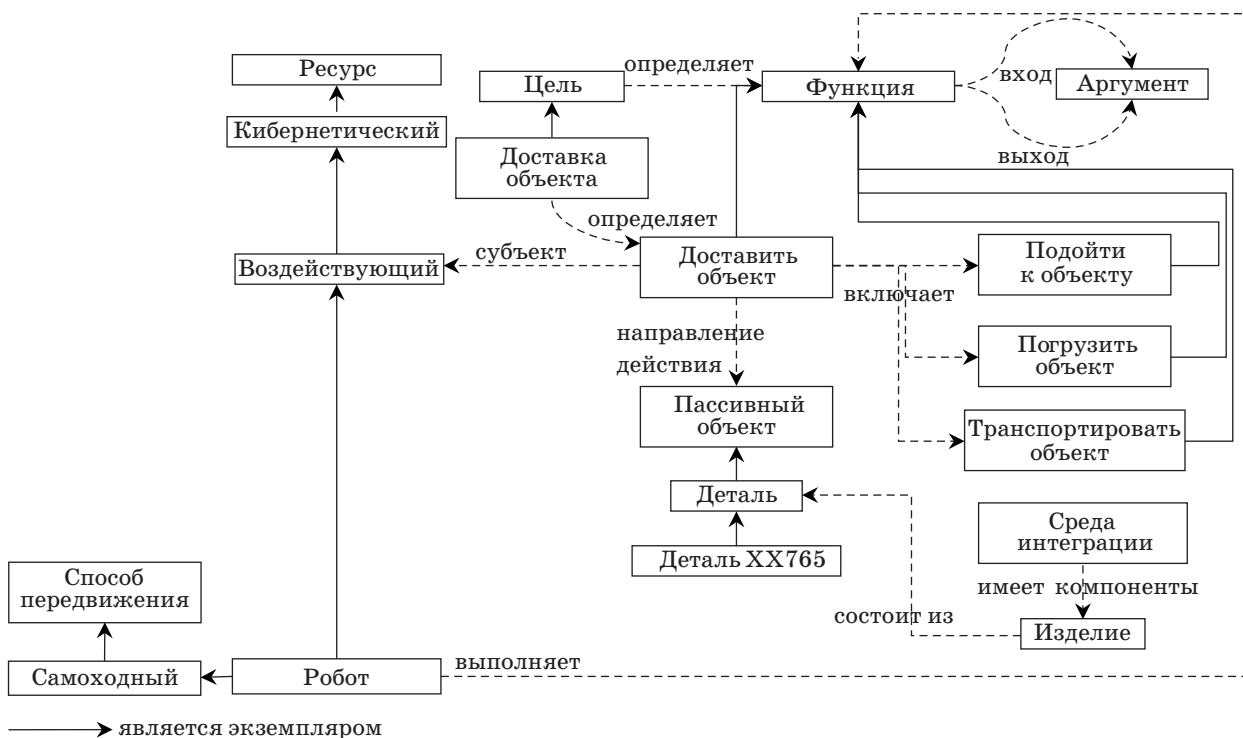 Ресурс
Кибернетический
Воздействующий
Цель
определяет
Функция
вход
Аргумент
выход
Доставка
объекта
определяет
субъект
Доставить
объект
включает
Подойти
к объекту
направление
действия
Погрузить
объект
Пассивный
объект
Транспортировать
объект
Деталь
Деталь XX765
Среда
интеграции
имеет компоненты
состоит из
Изделие
Способ
передвижения
Самоходный
Робот
выполняет
является экземпляром